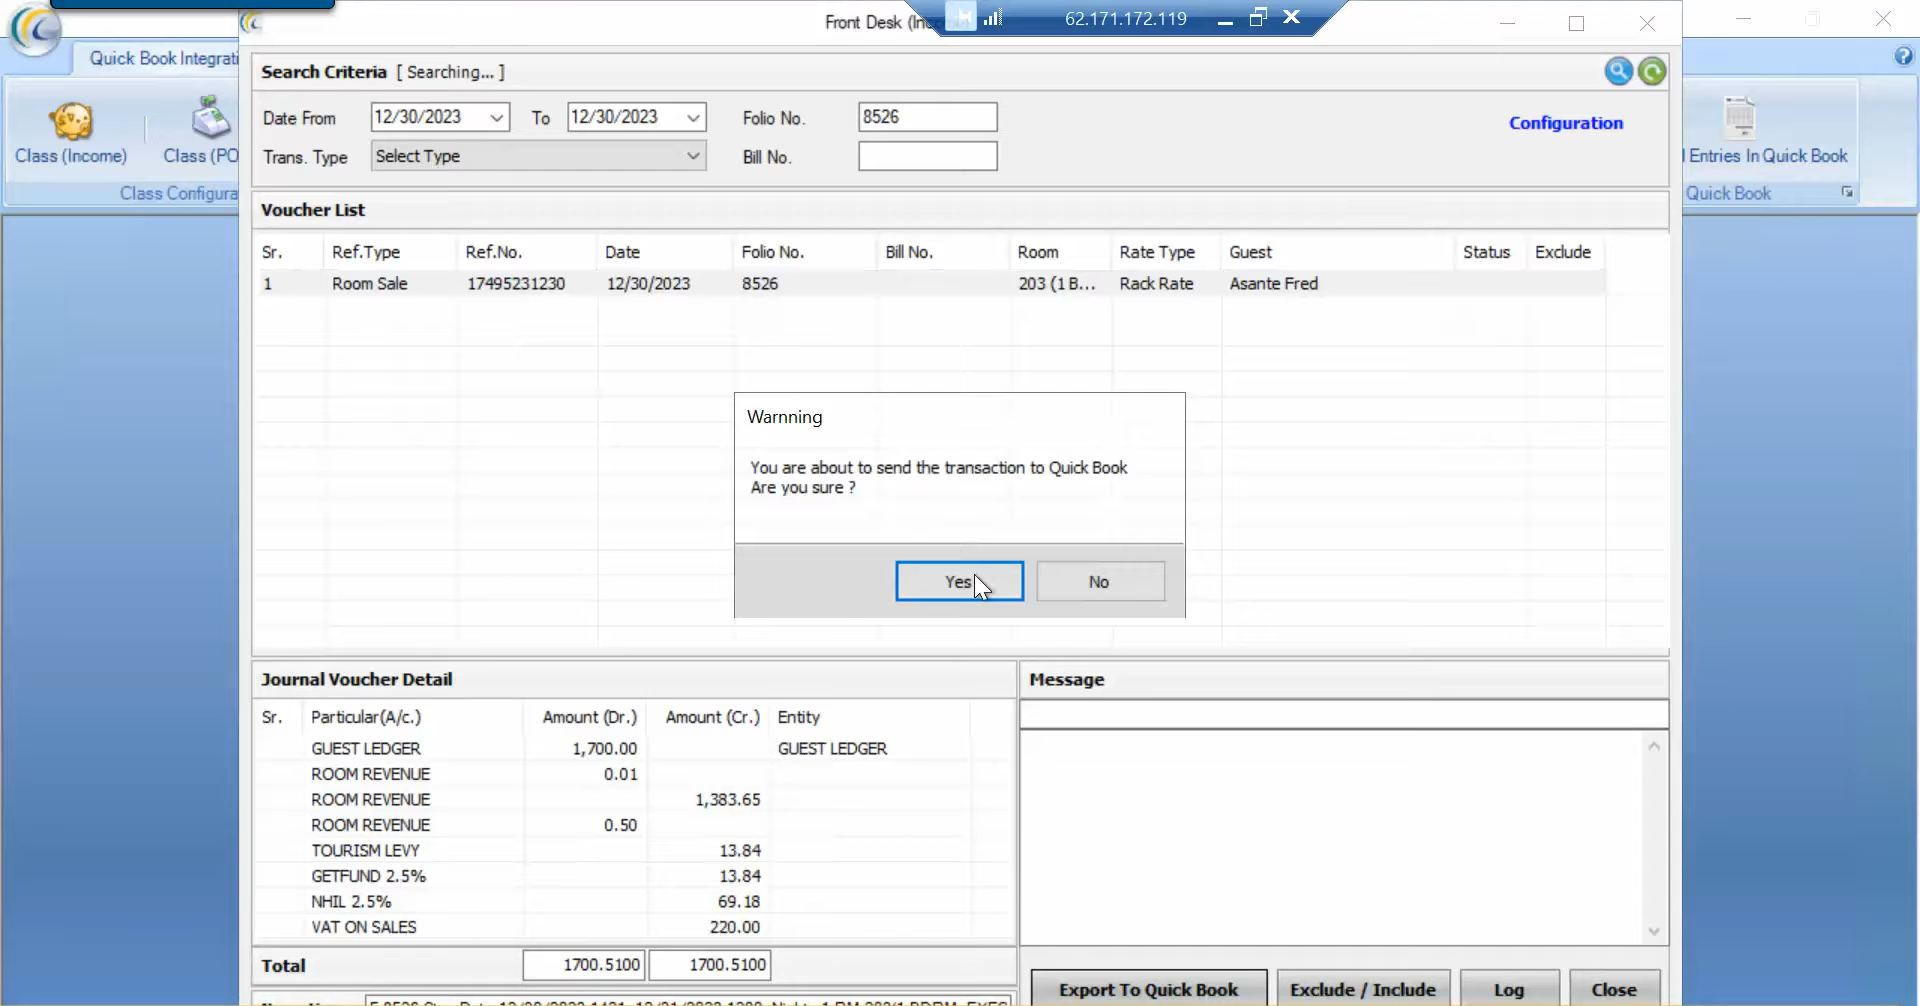 Front Desk (In
62.171.172.119
Quick Book Integrati
Search Criteria [ Searching... ]
Date From 12/30/2023 To 12/30/2023 Folio No. 8526
Configuration
Trans. Type Select Type Bill No.
Class (Income) Class (PO
Entries In Quick Book
Class Configura
Quick Book
Voucher List
Sr. Ref.Type Ref.No. Date Folio No. Bill No. Room Rate Type Guest Status Exclude
1 Room Sale 17495231230 12/30/2023 8526 203 (1 B... Rack Rate Asante Fred
Warnning
You are about to send the transaction to Quick Book
Are you sure ?
Yes No
Journal Voucher Detail
Message
Sr. Particular(A/c.) Amount (Dr.) Amount (Cr.) Entity
GUEST LEDGER 1,700.00 GUEST LEDGER
ROOM REVENUE 0.01
ROOM REVENUE 1,383.65
ROOM REVENUE 0.50
TOURISM LEVY 13.84
GETFUND 2.5% 13.84
NHIL 2.5% 69.18
VAT ON SALES 220.00
Total 1700.5100 1700.5100
Export To Quick Book Exclude / Include Log Close